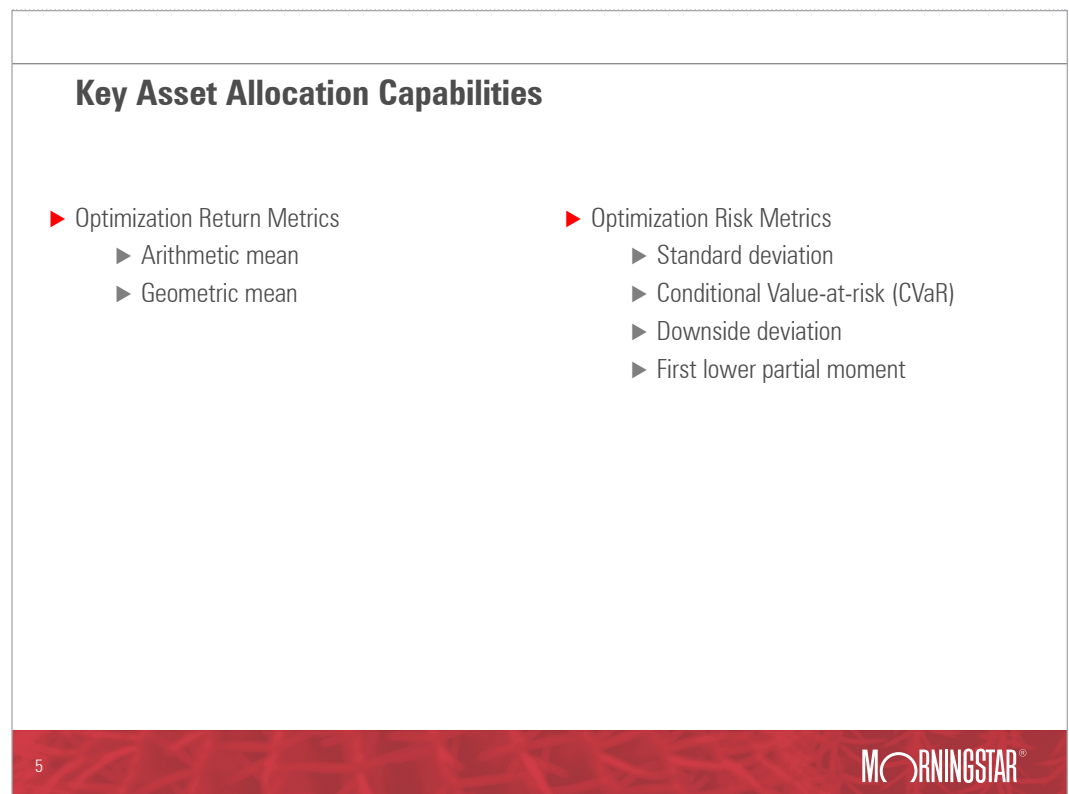 Key Asset Allocation Capabilities
▶ Optimization Return Metrics
▶ Arithmetic mean
▶ Geometric mean
▶ Optimization Risk Metrics
▶ Standard deviation
▶ Conditional Value-at-risk (CVaR)
▶ Downside deviation
▶ First lower partial moment
5
MORNINGSTAR®